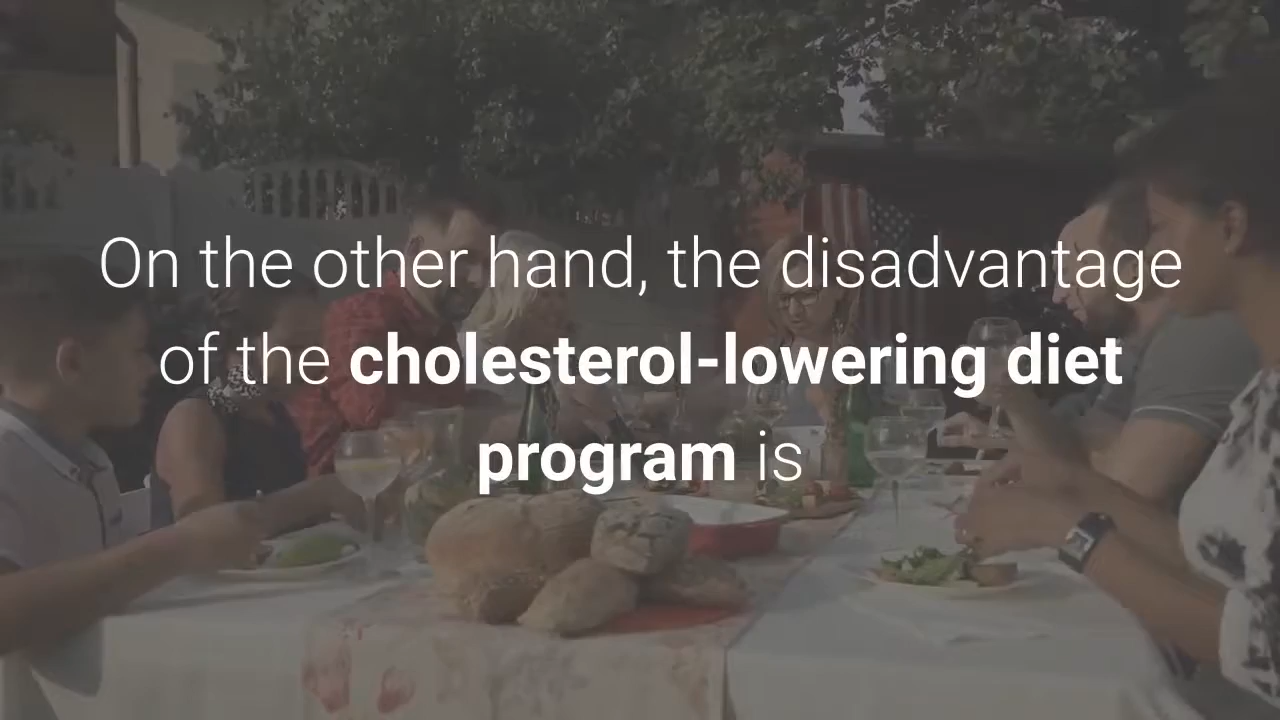 On the other hand, the disadvantage
of the cholesterol-lowering diet
program is